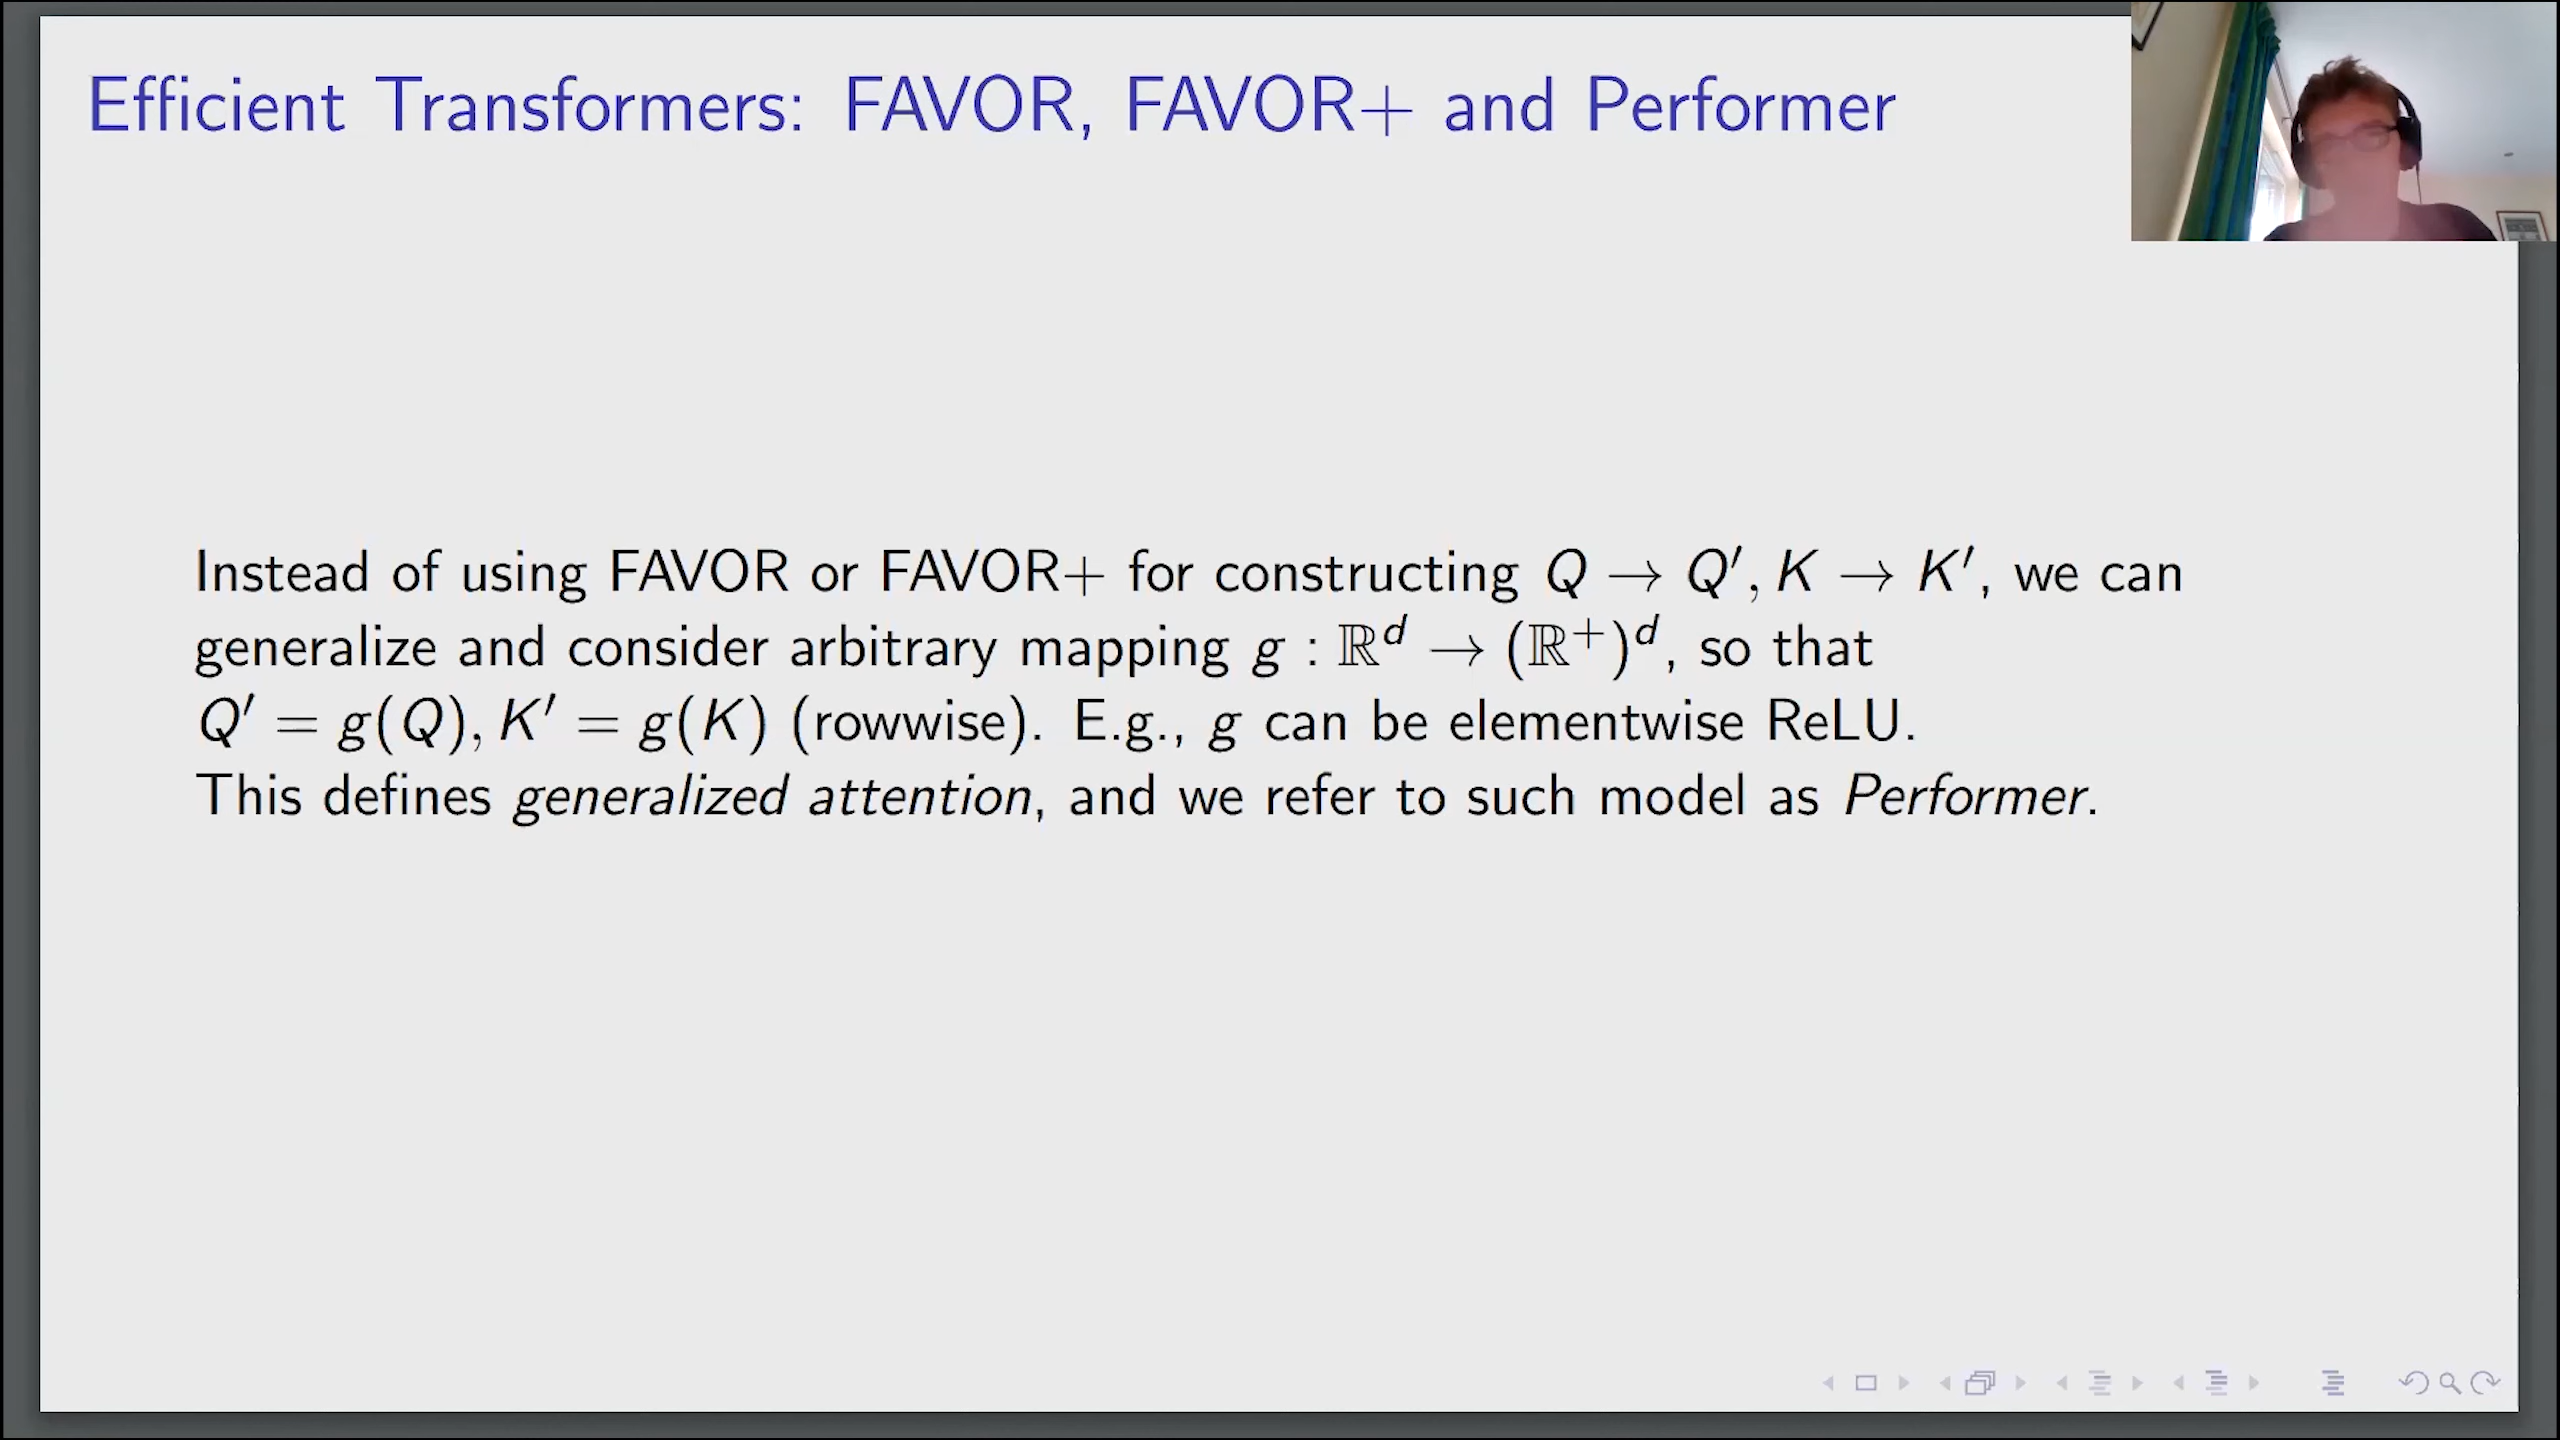 Efficient Transformers: FAVOR, FAVOR+ and Performer
Instead of using FAVOR or FAVOR+ for constructing Q → Q′, K → K′, we can
generalize and consider arbitrary mapping g : ℝᵈ → (ℝ⁺)ᵈ, so that
Q′ = g(Q), K′ = g(K) (rowwise). E.g., g can be elementwise ReLU.
This defines generalized attention, and we refer to such model as Performer.